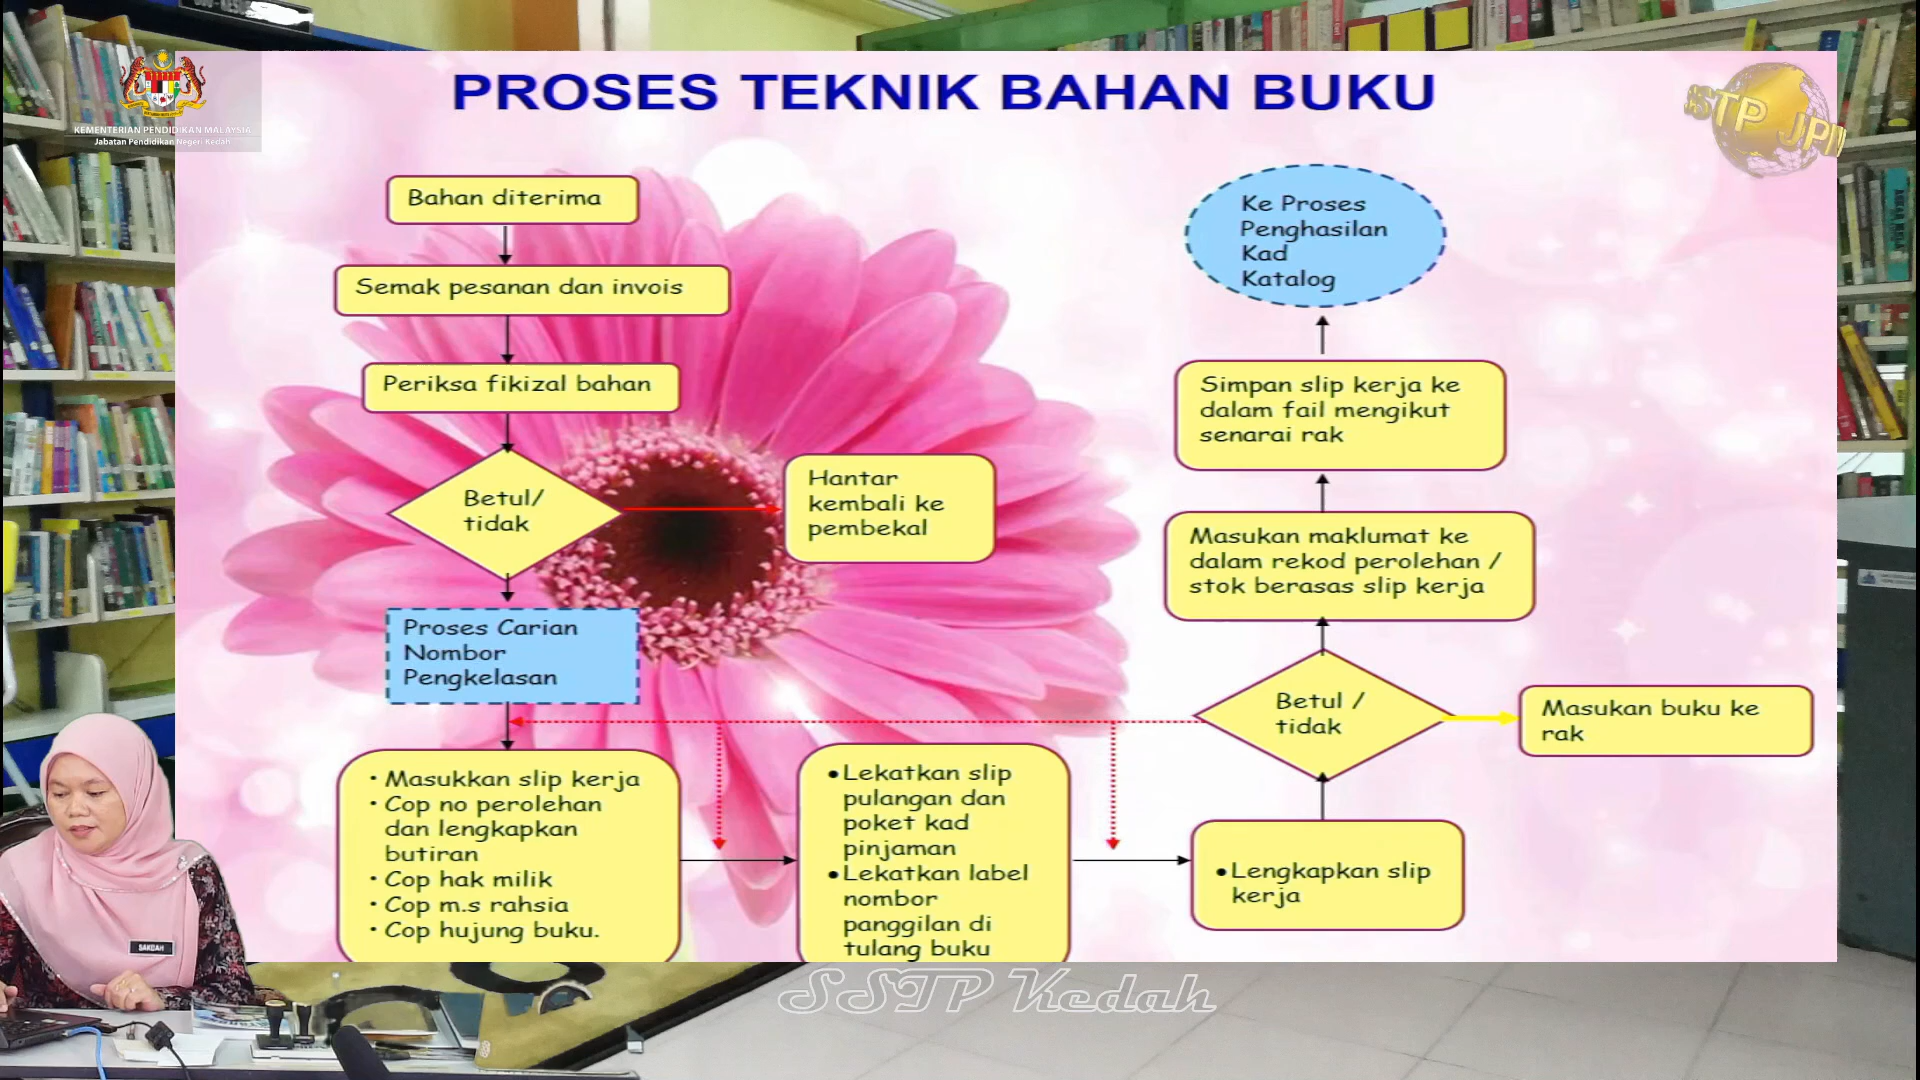 KEMENTERIAN PENDIDIKAN MALAYSIA
Jabatan Pendidikan Negeri Kedah
PROSES TEKNIK BAHAN BUKU
Bahan diterima
Semak pesanan dan invois
Periksa fikizal bahan
Betul/
tidak
Hantar
kembali ke
pembekal
Proses Carian
Nombor
Pengkelasan
• Masukkan slip kerja
• Cop no perolehan
dan lengkapkan
butiran
• Cop hak milik
• Cop m.s rahsia
• Cop hujung buku.
• Lekatkan slip
pulangan dan
poket kad
pinjaman
• Lekatkan label
nombor
panggilan di
tulang buku
• Lengkapkan slip
kerja
Betul /
tidak
Masukan buku ke
rak
Masukan maklumat ke
dalam rekod perolehan /
stok berasas slip kerja
Simpan slip kerja ke
dalam fail mengikut
senarai rak
Ke Proses
Penghasilan
Kad
Katalog
STP JPN
SSTP Kedah